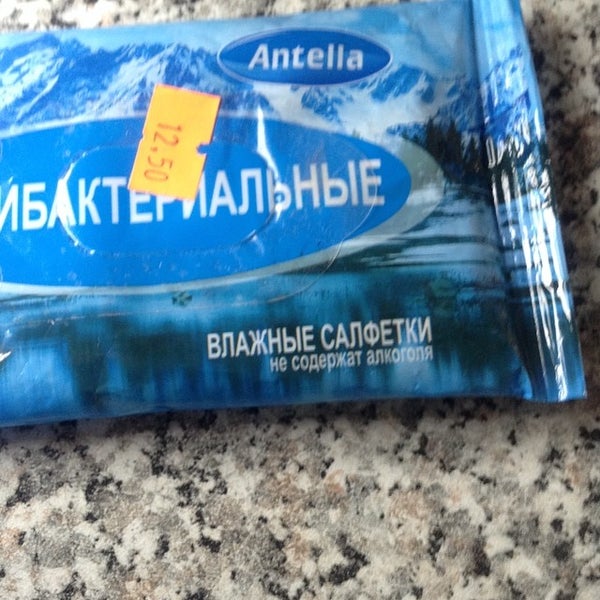 Antella
12.50
ИБАКТЕРИАЛЬНЫЕ
ВЛАЖНЫЕ САЛФЕТКИ
не содержат алкоголя